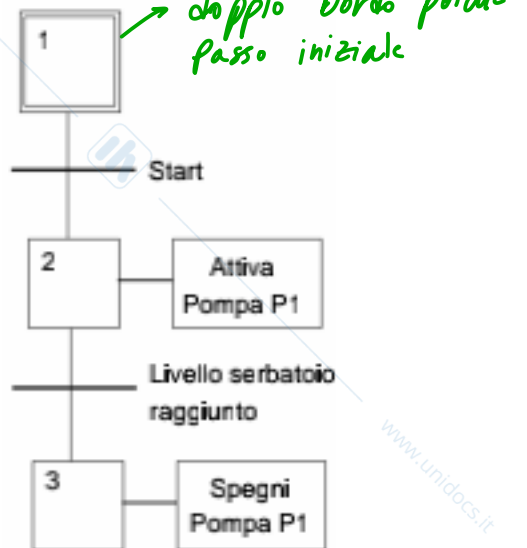 doppio bordo
passo iniziale
1
Start
2
Attiva
Pompa P1
Livello serbatoio
raggiunto
3
Spegni
Pompa P1
www.unidocs.it